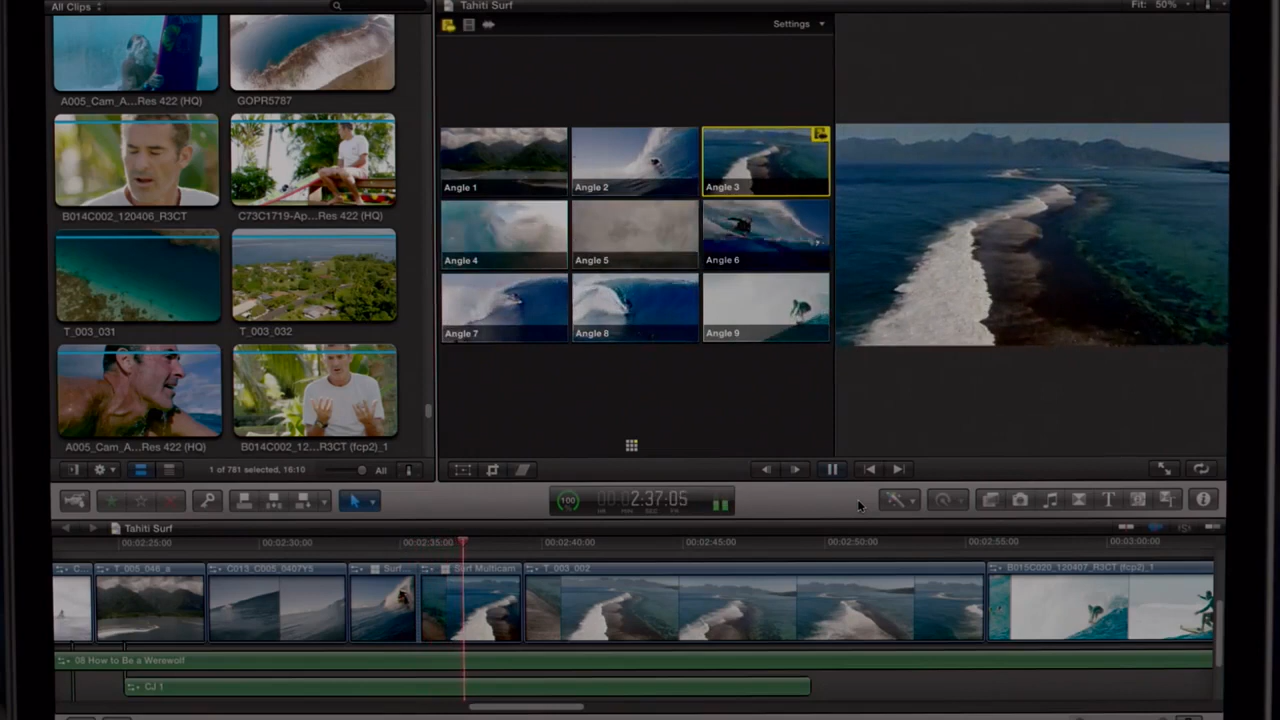 All Clips
Tahiti Surf
Fit: 50%
Settings
A005_Cam_A...Res 422 (HQ)
GOPR5787
B014C002_120406_R3CT
C73C1719-Ap...Res 422 (HQ)
T_003_031
T_003_032
A005_Cam_A...Res 422 (HQ)
B014C002_12...R3CT (fcp2)_1
Angle 1
Angle 2
Angle 3
Angle 4
Angle 5
Angle 6
Angle 7
Angle 8
Angle 9
1 of 781 selected, 16:10
All
100
00:02:37:05
HR MIN SEC FR
Tahiti Surf
00:02:25:00
00:02:30:00
00:02:35:00
00:02:40:00
00:02:45:00
00:02:50:00
00:02:55:00
00:03:00:00
C...
T_005_046_a
C013_C005_0407Y5
Surf...
Surf Multicam
T_003_002
B015C020_120407_R3CT (fcp2)_1
08 How to Be a Werewolf
CJ 1